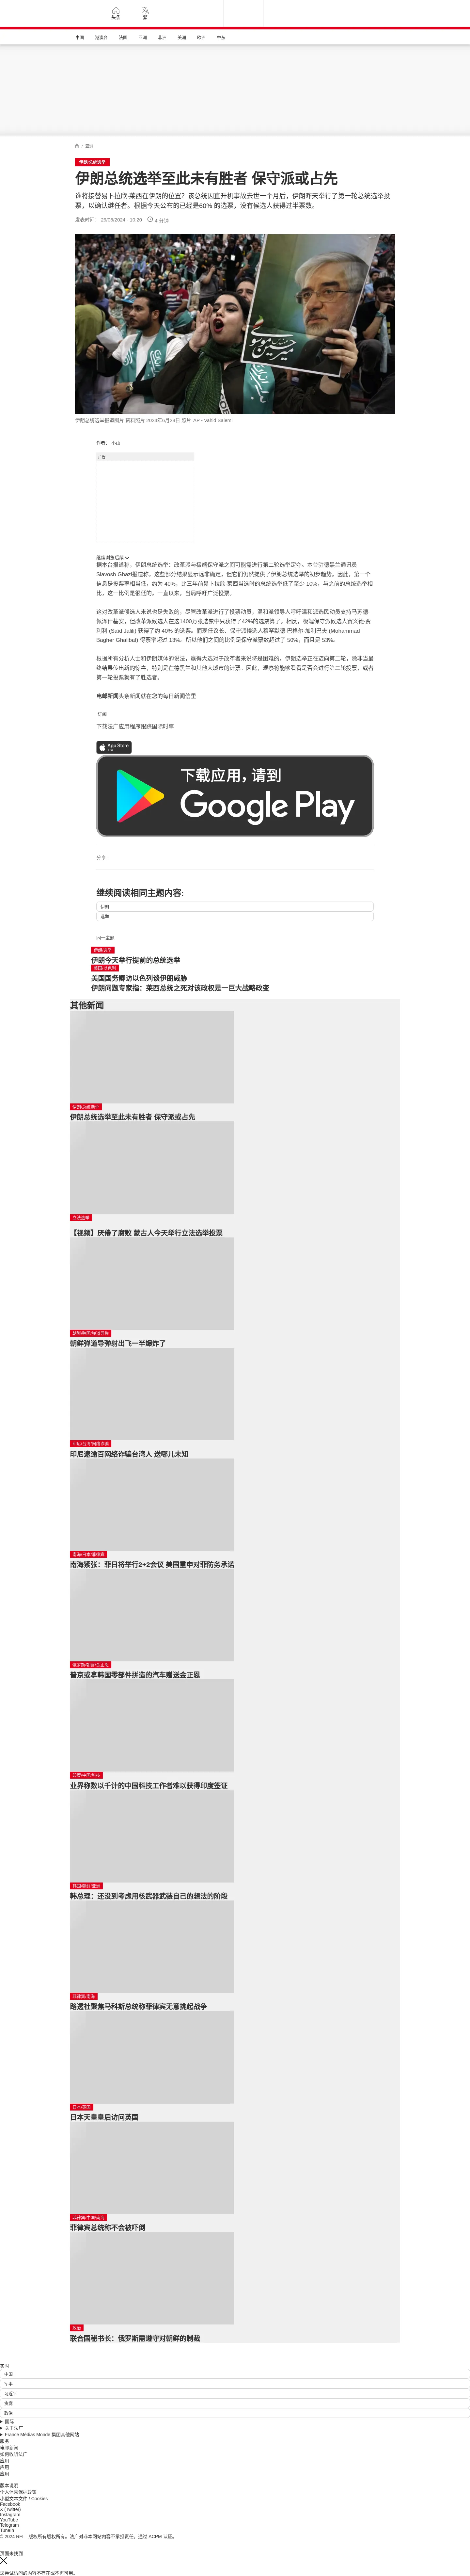 头条
繁
中国
港澳台
法国
亚洲
非洲
美洲
欧洲
中东
/ 亚洲
伊朗/总统选举
伊朗总统选举至此未有胜者 保守派或占先
谁将接替易卜拉欣·莱西在伊朗的位置？该总统因直升机事故去世一个月后，伊朗昨天举行了第一轮总统选举投票，以确认继任者。根据今天公布的已经是60% 的选票，没有候选人获得过半票数。
发表时间： 29/06/2024 - 10:20
4 分钟
伊朗总统选举报道图片 资料照片 2024年6月28日 照片 AP - Vahid Salemi
作者： 小山
广告
继续浏览后续
据本台报道称，伊朗总统选举：改革派与极端保守派之间可能需进行第二轮选举定夺。本台驻德黑兰通讯员
Siavosh Ghazi报道称，这些部分结果显示远非确定，但它们仍然提供了伊朗总统选举的初步趋势。因此，第一个
信息是投票率相当低，约为 40%，比三年前易卜拉欣·莱西当选时的总统选举低了至少 10%，与之前的总统选举相
比，这一比例是很低的。一直以来，当局呼吁广泛投票。
这对改革派候选人来说也是失败的，尽管改革派进行了投票动员，温和派领导人呼吁温和派选民动员支持马苏德·
佩泽什基安，但改革派候选人在这1400万张选票中只获得了42%的选票算了。相反，极端保守派候选人赛义德·贾
利利 (Said Jalili) 获得了约 40% 的选票。而现任议长、保守派候选人穆罕默德·巴格尔·加利巴夫 (Mohammad
Bagher Ghalibaf) 得票率超过 13%。所以他们之间的比例是保守派票数超过了 50%，而且是 53%。
根据所有分析人士和伊朗媒体的说法，赢得大选对于改革者来说将是困难的，伊朗选举正在迈向第二轮，除非当最
终结果传出新的惊喜，特别是在德黑兰和其他大城市的计票。因此，现察将能够看看是否会进行第二轮投票，或者
第一轮投票就有了胜选者。
电邮新闻头条新闻就在您的每日新闻信里
订阅
下载法广应用程序跟踪国际时事
App Store
下载应用，请到
Google Play
分享 :
继续阅读相同主题内容:
伊朗
选举
同一主题
伊朗/选举
伊朗今天举行提前的总统选举
美国/以色列
美国国务卿访以色列谈伊朗威胁
伊朗问题专家指：莱西总统之死对该政权是一巨大战略政变
其他新闻
伊朗/总统选举
伊朗总统选举至此未有胜者 保守派或占先
兰法选举
【视频】厌倦了腐败 蒙古人今天举行立法选举投票
朝鲜/韩国/弹道导弹
朝鲜弹道导弹射出飞一半爆炸了
印尼/台湾/网络诈骗
印尼逮逾百网络诈骗台湾人 送哪儿未知
南海/日本/菲律宾
南海紧张：菲日将举行2+2会议 美国重申对菲防务承诺
俄罗斯/朝鲜/金正恩
普京或拿韩国零部件拼造的汽车赠送金正恩
印度/中国/科技
业界称数以千计的中国科技工作者难以获得印度签证
韩国/朝鲜/亚洲
韩总理：还没到考虑用核武器武装自己的想法的阶段
菲律宾/南海
路透社聚焦马科斯总统称菲律宾无意挑起战争
日本/英国
日本天皇皇后访问英国
菲律宾/中国/南海
菲律宾总统称不会被吓倒
政治
联合国秘书长：俄罗斯需遵守对朝鲜的制裁
实时
中国
军事
习近平
贪腐
政治
国际
关于法广
France Médias Monde 集团其他网站
服务
电邮新闻
如何收听法广
应用
应用
应用
版本说明
个人信息保护政策
小型文本文件 / Cookies
Facebook
X (Twitter)
Instagram
YouTube
Telegram
TuneIn
© 2024 RFI – 版权所有版权所有。法广对非本网站内容不承担责任。通过 ACPM 认证。
页面未找到
您尝试访问的内容不存在或不再可用。